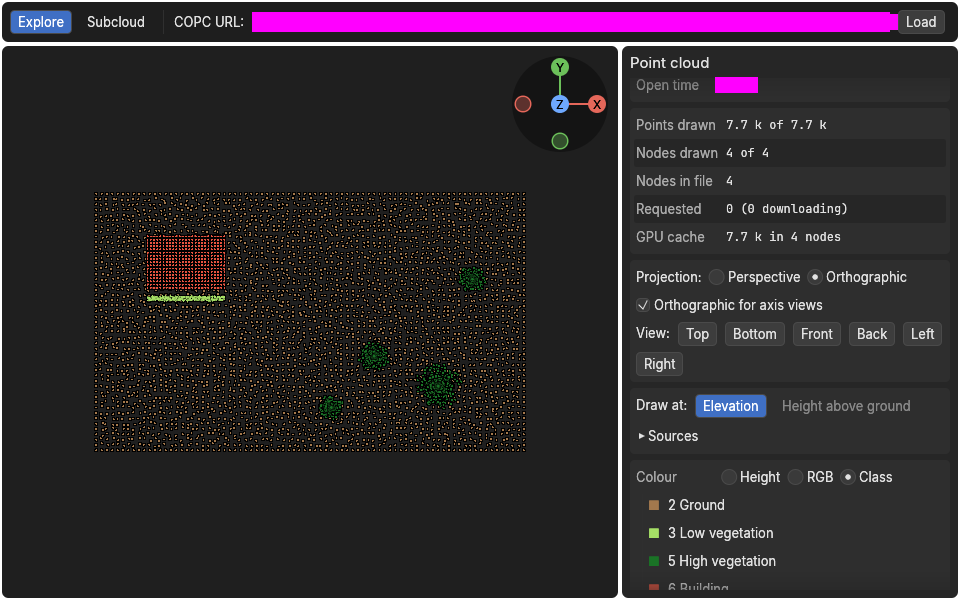 Explore Subcloud COPC URL: Load
Y
Z X
Point cloud
Open time
Points drawn 7.7 k of 7.7 k
Nodes drawn 4 of 4
Nodes in file 4
Requested 0 (0 downloading)
GPU cache 7.7 k in 4 nodes
Projection: Perspective Orthographic
Orthographic for axis views
View: Top Bottom Front Back Left
Right
Draw at: Elevation Height above ground
Sources
Colour Height RGB Class
2 Ground
3 Low vegetation
5 High vegetation
6 Building